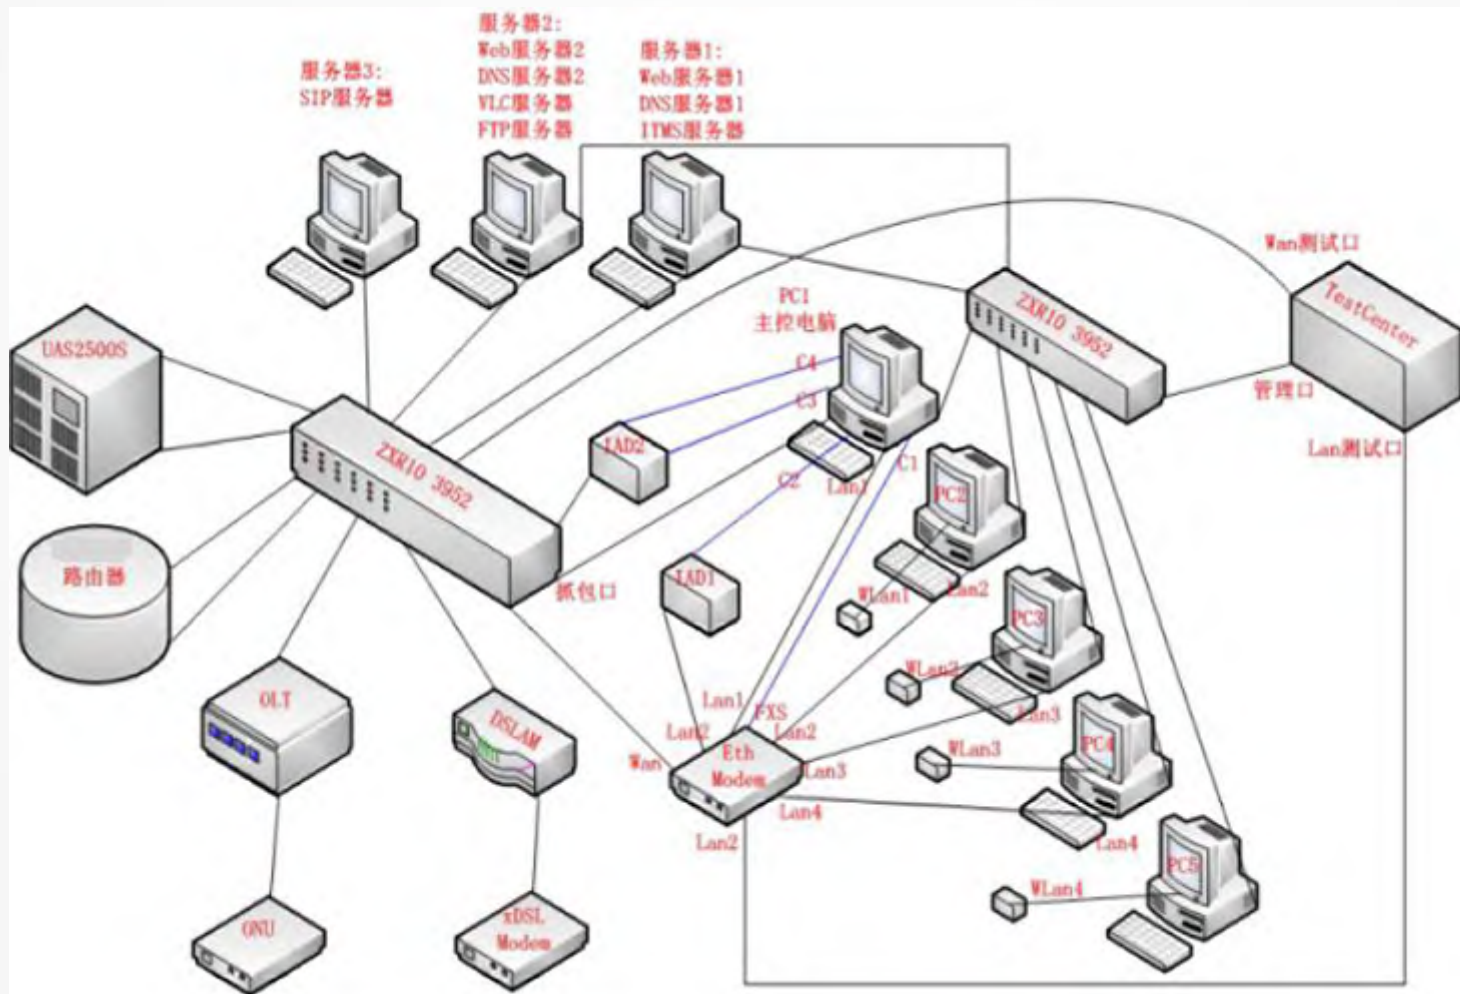 服务器2:
Web服务器2
DNS服务器2
VLC服务器
FTP服务器
服务器1:
Web服务器1
DNS服务器1
ITMS服务器
服务器3:
SIP服务器
Wan测试口
TestCenter
管理口
Lan测试口
ZXR10 3952
PC1
主控电脑
UAS2500S
C4
C3
IAD2
ZXR10 3952
C2
Lan1
C1
PC2
路由器
抓包口
IAD1
WLan1
Lan2
PC3
WLan2
Lan3
OLT
DSLAM
Lan1
FXS
Lan2
Lan2
Wan
Eth
Modem
Lan3
Lan4
Lan2
PC4
WLan3
Lan4
PC5
WLan4
ONU
xDSL
Modem